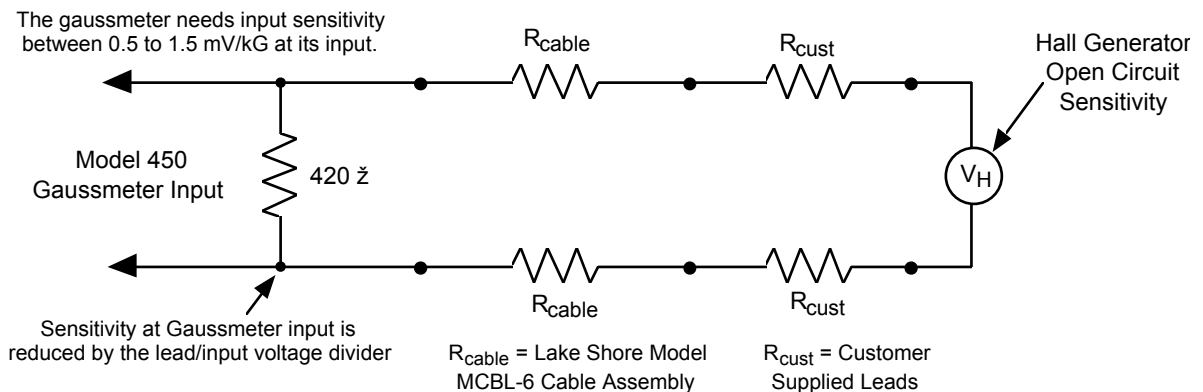 The gaussmeter needs input sensitivity
between 0.5 to 1.5 mV/kG at its input.
Rcable
Rcust
Hall Generator
Open Circuit
Sensitivity
Model 450
Gaussmeter Input
420 ž
VH
Rcable
Rcust
Sensitivity at Gaussmeter input is
reduced by the lead/input voltage divider
Rcable = Lake Shore Model
MCBL-6 Cable Assembly
Rcust = Customer
Supplied Leads